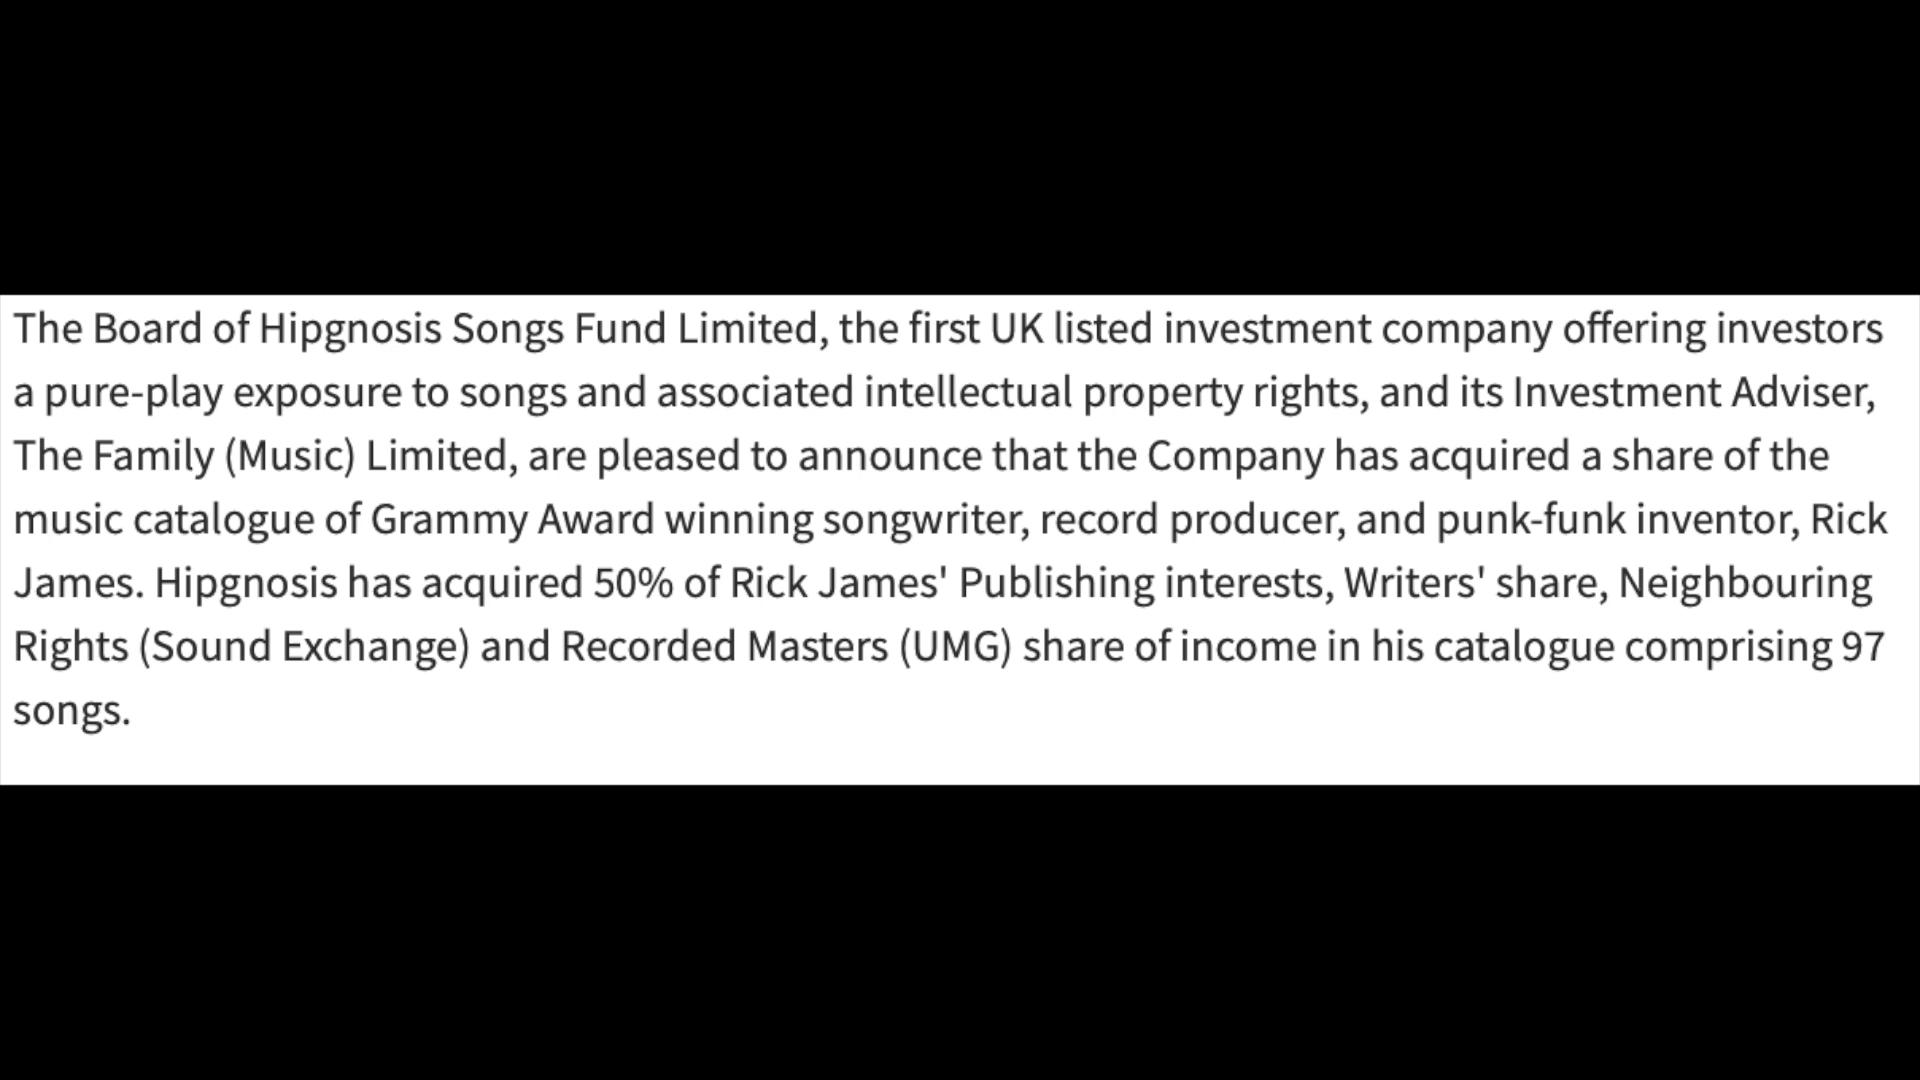 The Board of Hipgnosis Songs Fund Limited, the first UK listed investment company offering investors
a pure-play exposure to songs and associated intellectual property rights, and its Investment Adviser,
The Family (Music) Limited, are pleased to announce that the Company has acquired a share of the
music catalogue of Grammy Award winning songwriter, record producer, and punk-funk inventor, Rick
James. Hipgnosis has acquired 50% of Rick James' Publishing interests, Writers' share, Neighbouring
Rights (Sound Exchange) and Recorded Masters (UMG) share of income in his catalogue comprising 97
songs.